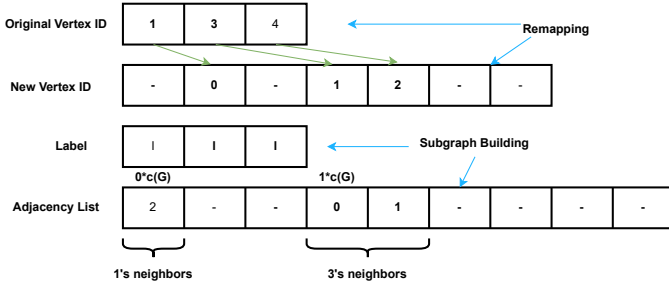 Original Vertex ID 1 3 4
Remapping
New Vertex ID - 0 - 1 2 - -
Label l l l
Subgraph Building
0*c(G) 1*c(G)
Adjacency List 2 - - 0 1 - - - -
1's neighbors 3's neighbors